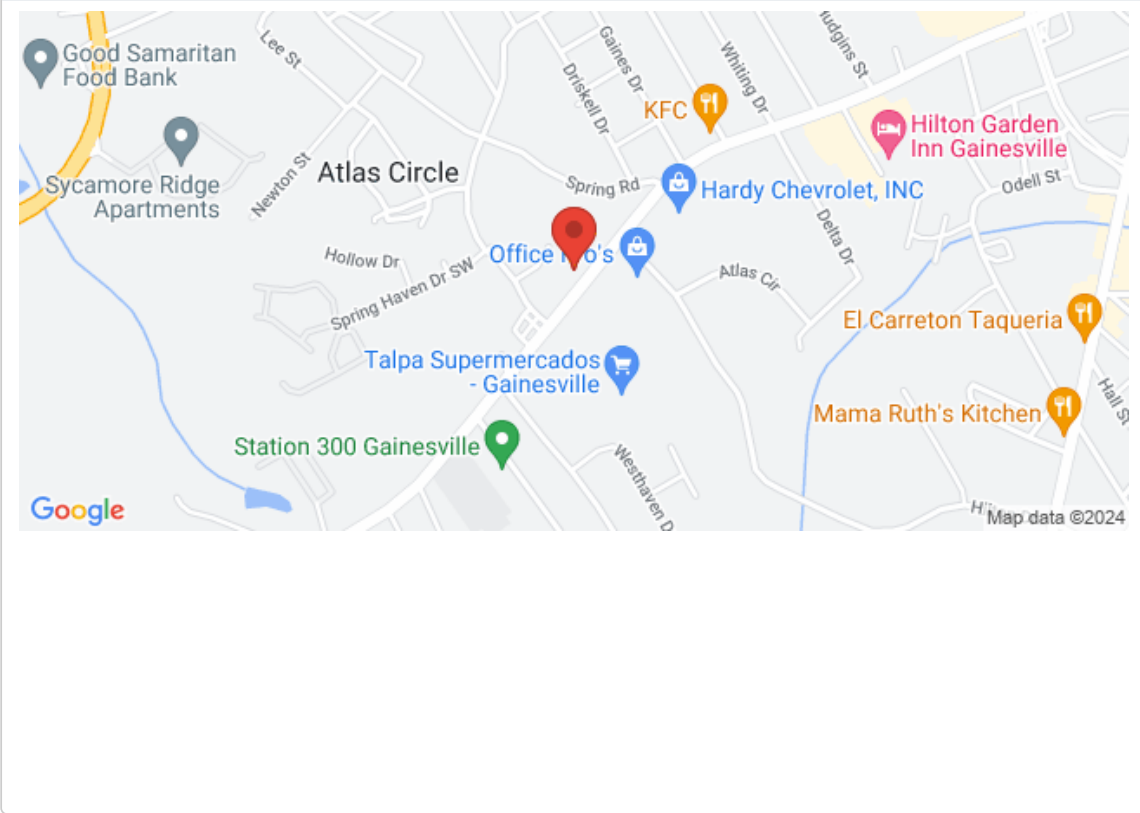 Good Samaritan
Food Bank
Lee St
Gaines Dr
Driskell Dr
Whiting Dr
KFC
Hilton Garden
Inn Gainesville
Sycamore Ridge
Apartments
Newton St
Atlas Circle
Spring Rd
Hardy Chevrolet, INC
Odell St
Delta Dr
Office
Hollow Dr
Spring Haven Dr SW
Atlas Cir
El Carreton Taqueria
Talpa Supermercados
- Gainesville
Mama Ruth's Kitchen
Hall St
Station 300 Gainesville
Westhaven D
Google
Map data ©2024